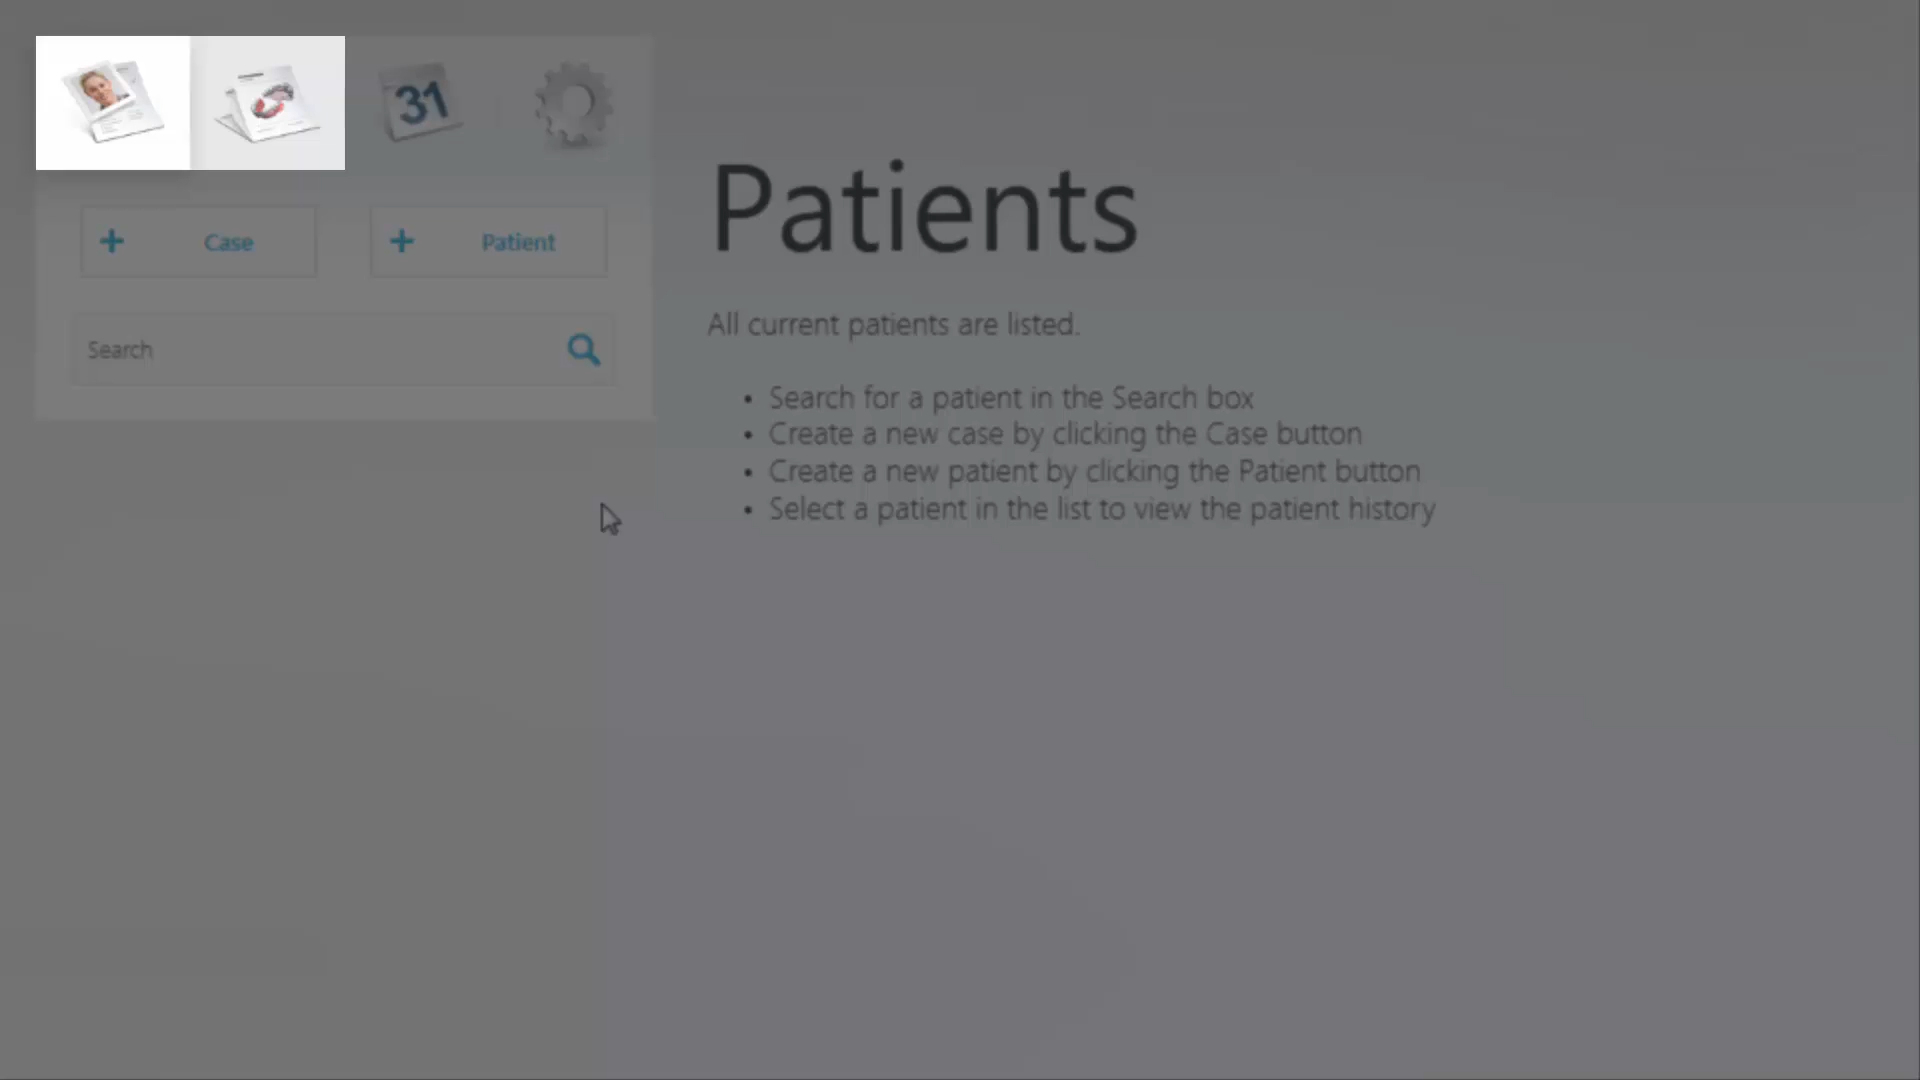 31
Case
Patient
Search
Patients
All current patients are listed.
• Search for a patient in the Search box
• Create a new case by clicking the Case button
• Create a new patient by clicking the Patient button
• Select a patient in the list to view the patient history